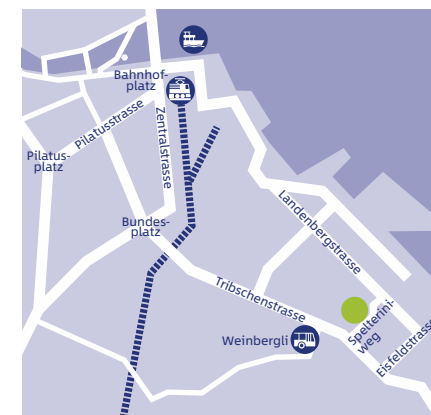 Bahnhof-
platz
Pilatusstrasse
Zentralstrasse
Pilatus-
platz
Bundes-
platz
Landenbergstrasse
Tribschenstrasse
Weinbergli
Spelterini-
weg
Eisfeldstrasse